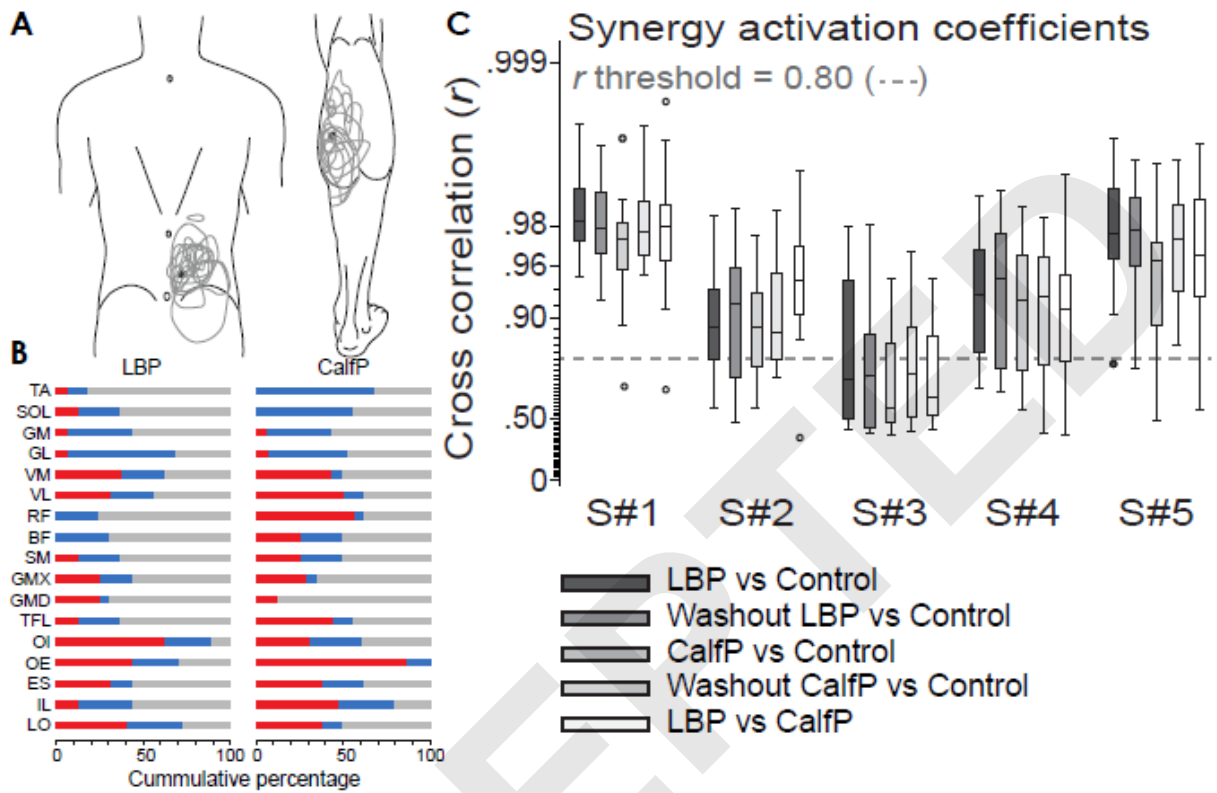 A
B
LBP
CalfP
TA
SOL
GM
GL
VM
VL
RF
BF
SM
GMX
GMD
TFL
OI
OE
ES
IL
LO
0 50 100 0 50 100
Cummulative percentage
C
Synergy activation coefficients
r threshold = 0.80 (---)
Cross correlation (r)
.999
.98
.96
.90
.50
0
S#1 S#2 S#3 S#4 S#5
LBP vs Control
Washout LBP vs Control
CalfP vs Control
Washout CalfP vs Control
LBP vs CalfP
EPTED